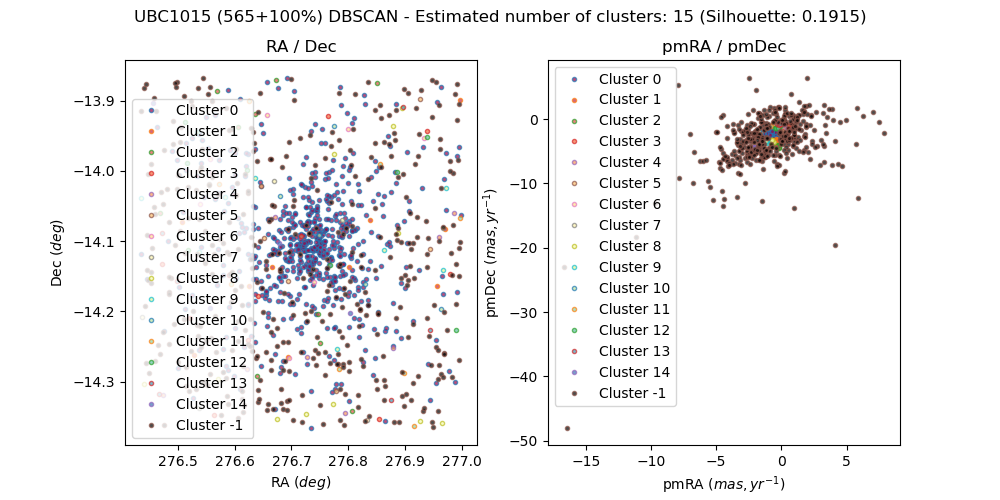 UBC1015 (565+100%) DBSCAN - Estimated number of clusters: 15 (Silhouette: 0.1915)
RA / Dec
−13.9
−14.0
−14.1
−14.2
−14.3
Dec (deg)
Cluster 0
Cluster 1
Cluster 2
Cluster 3
Cluster 4
Cluster 5
Cluster 6
Cluster 7
Cluster 8
Cluster 9
Cluster 10
Cluster 11
Cluster 12
Cluster 13
Cluster 14
Cluster -1
276.5 276.6 276.7 276.8 276.9 277.0
RA (deg)
pmRA / pmDec
0
−10
−20
−30
−40
−50
pmDec (mas, yr⁻¹)
Cluster 0
Cluster 1
Cluster 2
Cluster 3
Cluster 4
Cluster 5
Cluster 6
Cluster 7
Cluster 8
Cluster 9
Cluster 10
Cluster 11
Cluster 12
Cluster 13
Cluster 14
Cluster -1
−15 −10 −5 0 5
pmRA (mas, yr⁻¹)